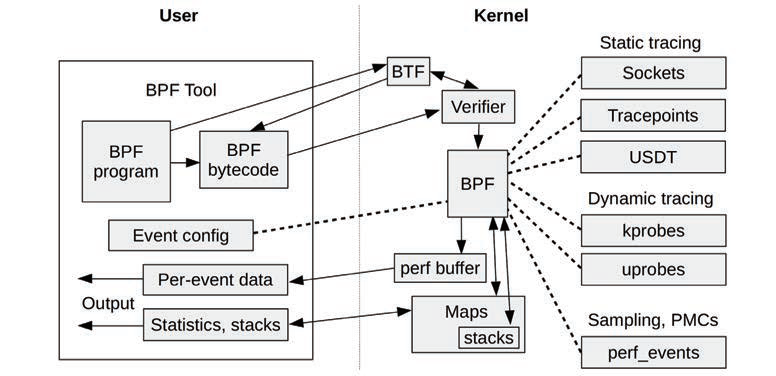 User
Kernel
BPF Tool
BPF
program
BPF
bytecode
Event config
Per-event data
Output
Statistics, stacks
BTF
Verifier
BPF
perf buffer
Maps
stacks
Static tracing
Sockets
Tracepoints
USDT
Dynamic tracing
kprobes
uprobes
Sampling, PMCs
perf_events